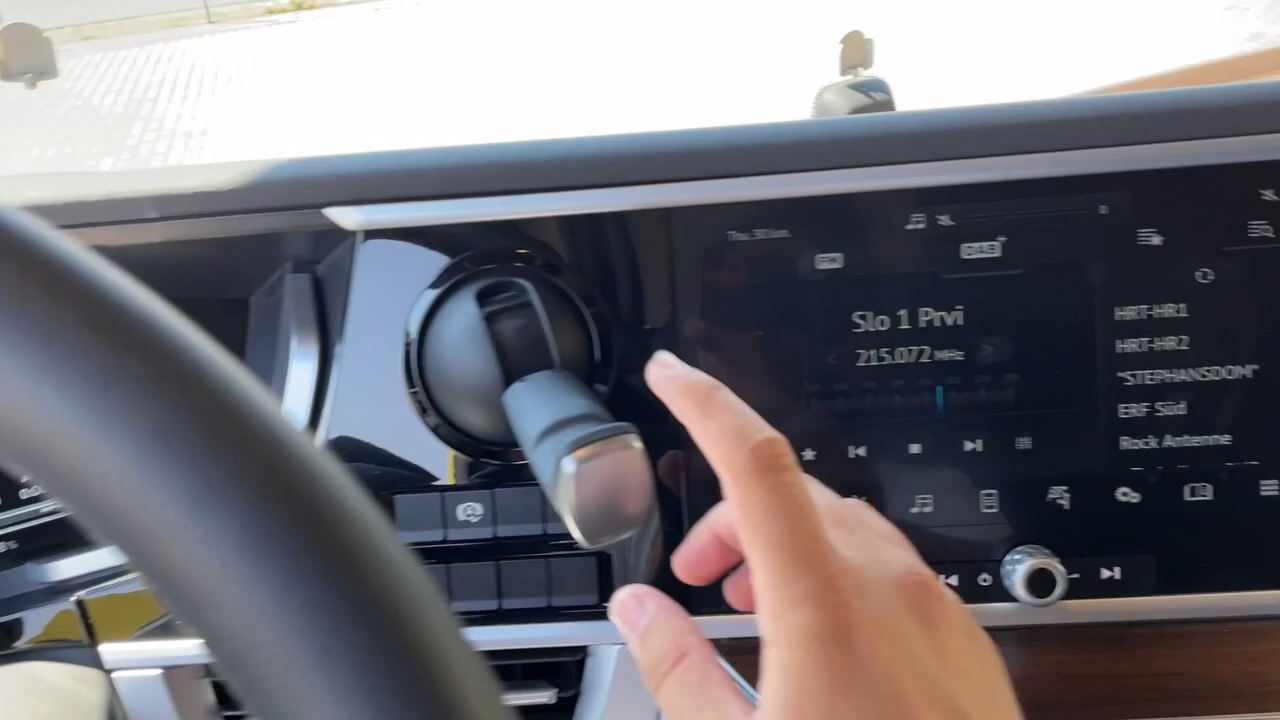 FM
DAB+
Slo 1 Prvi
215.072 MHz
HRT-HR1
HRT-HR2
"STEPHANSDOM"
ERF Süd
Rock Antenne